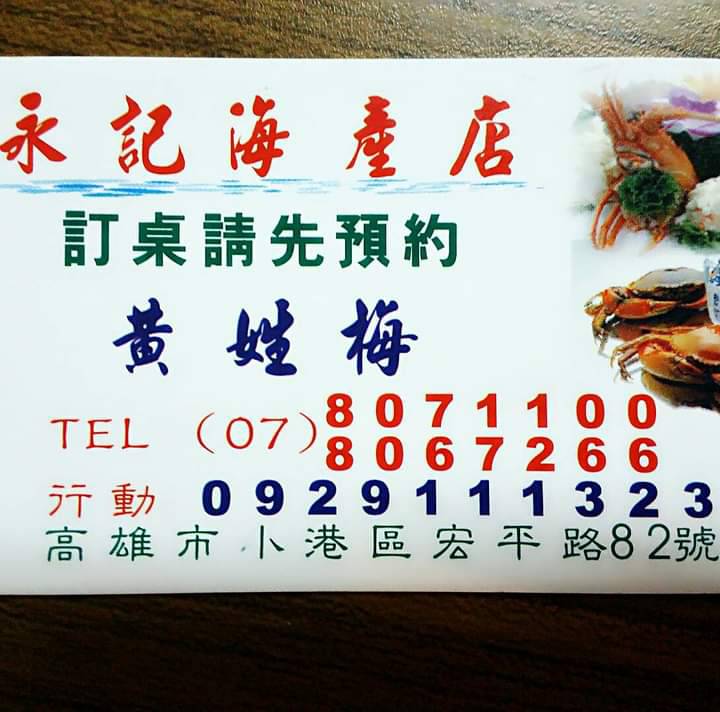 永記海產店
訂桌請先預約
黃姓梅
TEL (07) 8071100
8067266
行動 0929111323
高雄市小港區宏平路82號